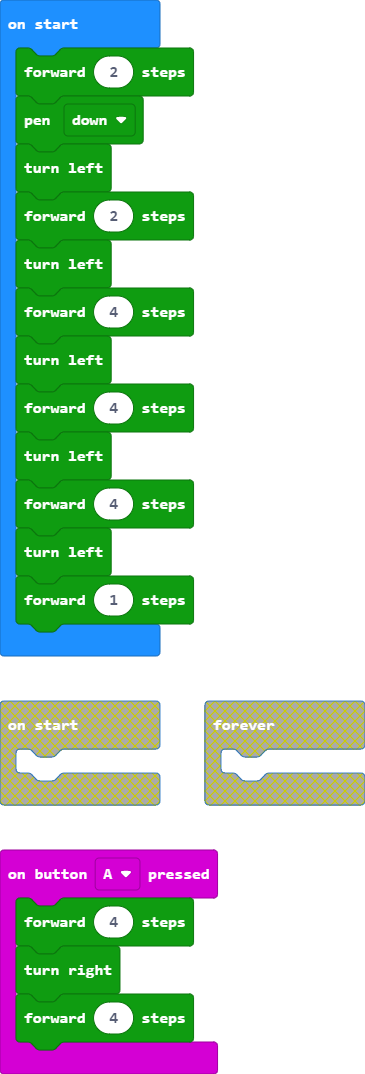 on start
forward 2 steps
pen down
turn left
forward 2 steps
turn left
forward 4 steps
turn left
forward 4 steps
turn left
forward 4 steps
turn left
forward 1 steps
on start forever
on button A pressed
forward 4 steps
turn right
forward 4 steps